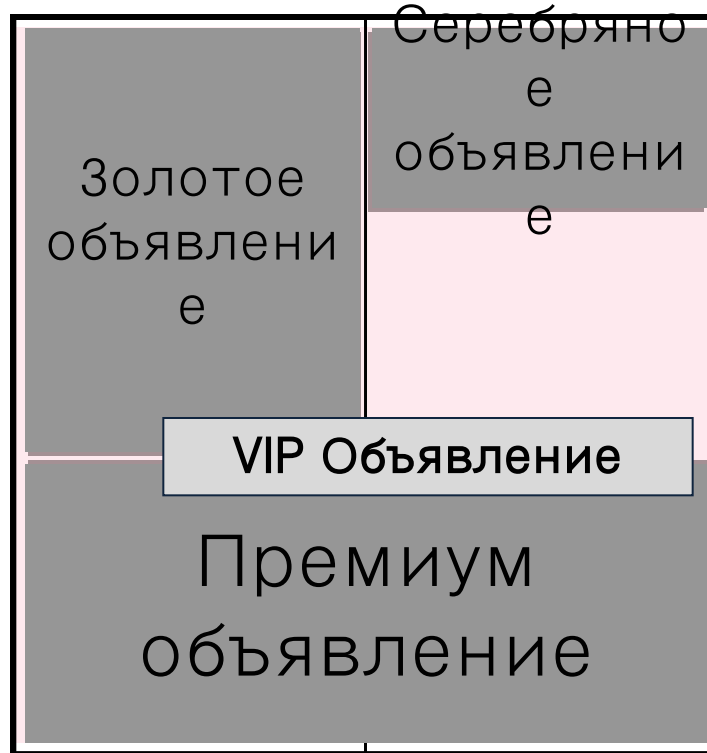 Золотое
объявлени
е
Серебряно
е
объявлени
е
VIP Объявление
Премиум
объявление